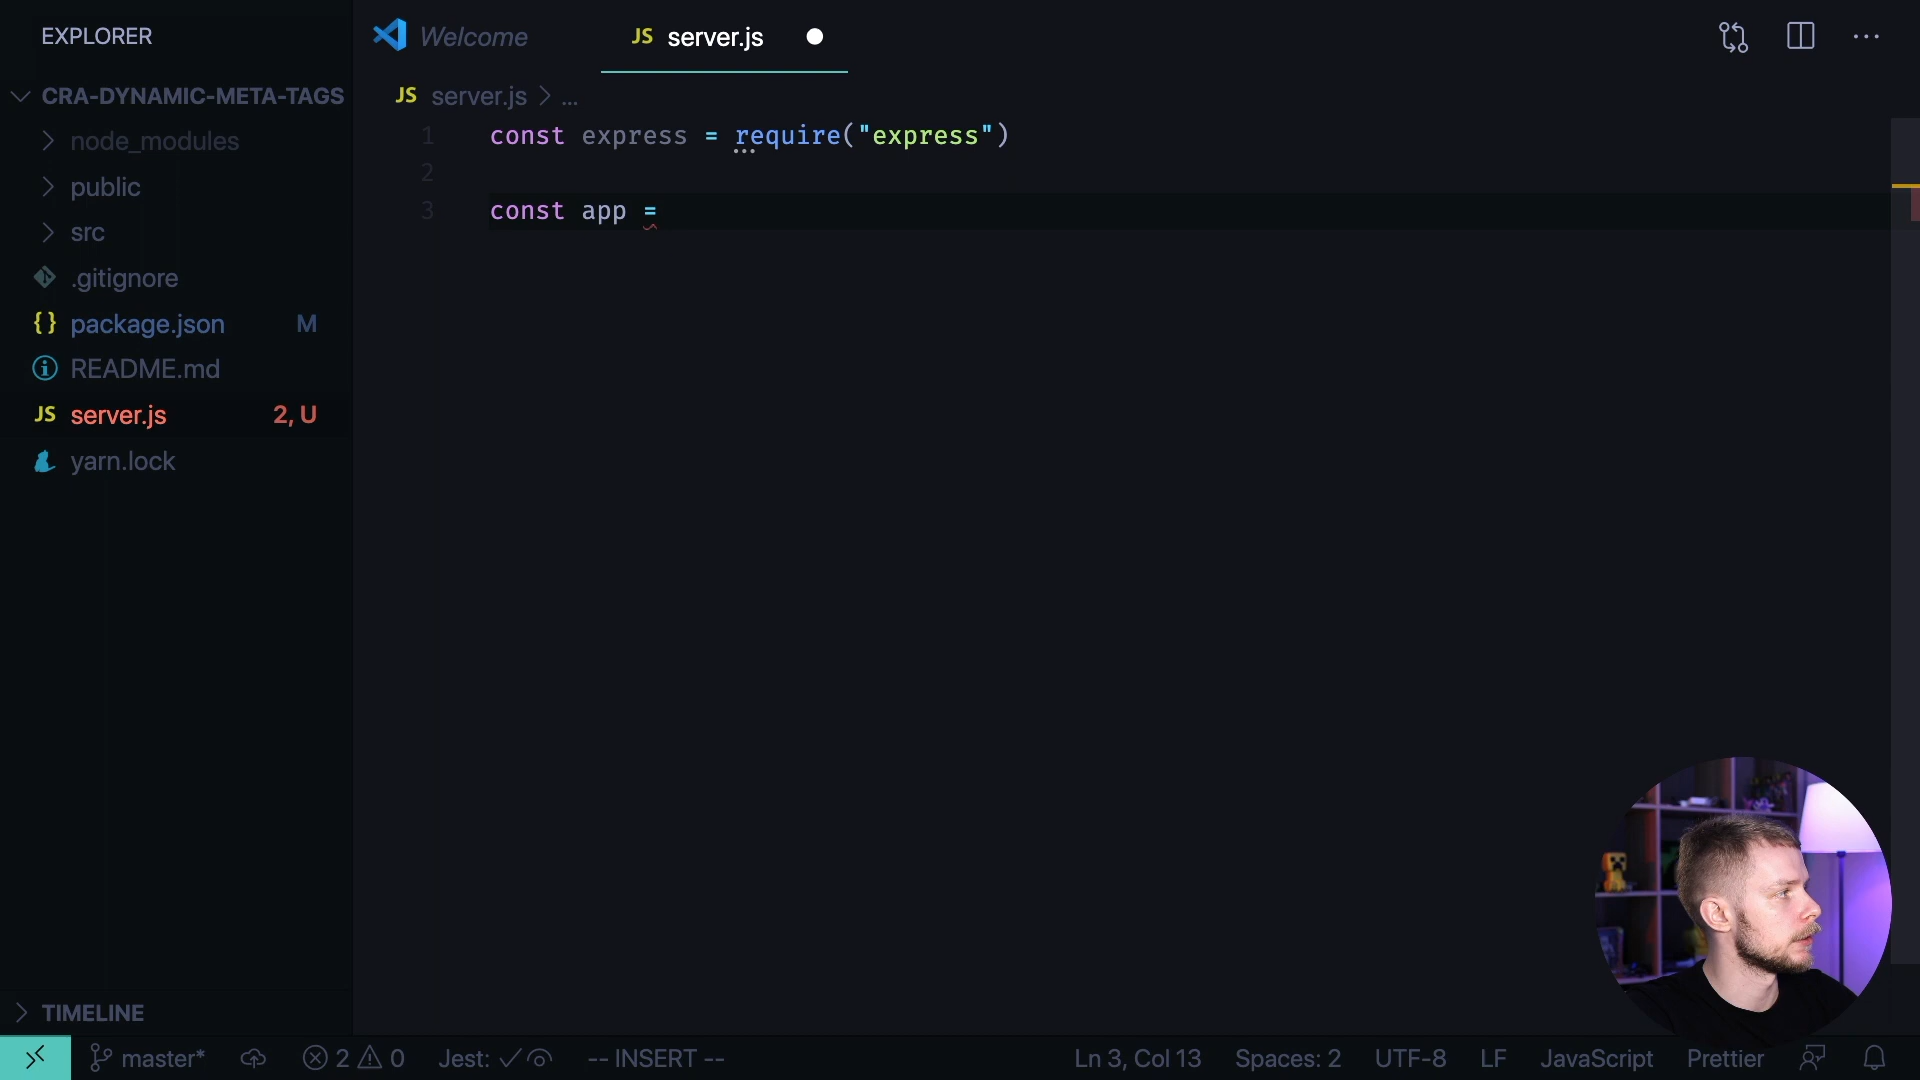 EXPLORER
CRA-DYNAMIC-META-TAGS
node_modules
public
src
.gitignore
{} package.json M
README.md
JS server.js 2, U
yarn.lock
TIMELINE
Welcome
JS server.js
JS server.js > ...
1 const express = require("express")
2
3 const app =
master* 2 0 Jest: -- INSERT -- Ln 3, Col 13 Spaces: 2 UTF-8 LF JavaScript Prettier